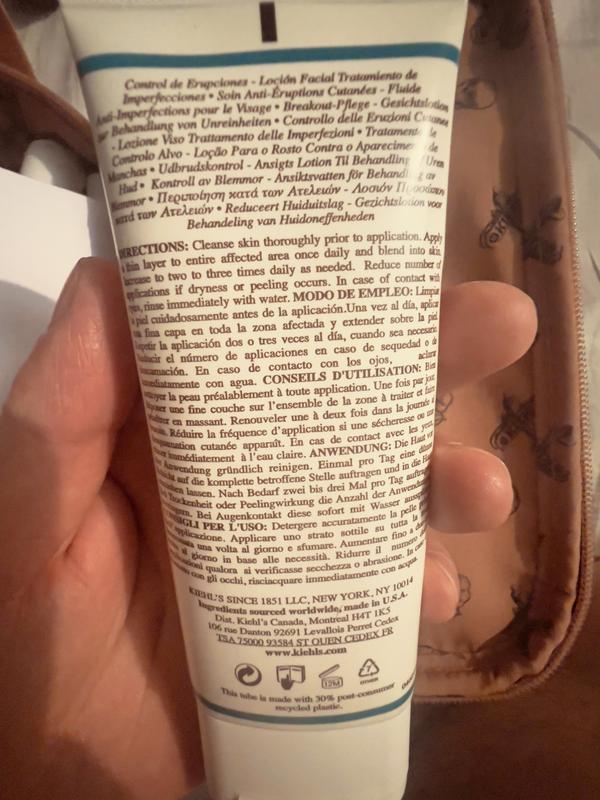 Control de Erupciones - Loción Facial Tratamiento de
Imperfecciones • Soin Anti-Éruptions Cutanées - Fluide
Anti-Imperfections pour le Visage • Breakout-Pflege - Gesichtslotion
zur Behandlung von Unreinheiten • Controllo delle Eruzioni Cutanee
- Lozione Viso Trattamento delle Imperfezioni • Tratamento de
Controlo Alvo - Loção Para o Rosto Contra o Aparecimento de
Manchas • Udbrudskontrol - Ansigts Lotion Til Behandling Uren
Hud • Kontroll av Blemmor - Ansiktsvatten för Behandling av
Blemmor • Περιποίηση κατά των Ατελειών - Λοσιόν Προσώπου
κατά των Ατελειών • Reduceert Huiduitslag - Gezichtslotion voor
Behandeling van Huidoneffenheden
DIRECTIONS: Cleanse skin thoroughly prior to application. Apply
a thin layer to entire affected area once daily and blend into skin.
Increase to two to three times daily as needed. Reduce number of
applications if dryness or peeling occurs. In case of contact with
eyes, rinse immediately with water. MODO DE EMPLEO: Limpiar
la piel cuidadosamente antes de la aplicación.Una vez al día, aplicar
una fina capa en toda la zona afectada y extender sobre la piel.
Repetir la aplicación dos o tres veces al día, cuando sea necesario.
Reducir el número de aplicaciones en caso de sequedad o de
descamación. En caso de contacto con los ojos, aclarar
inmediatamente con agua. CONSEILS D'UTILISATION: Bien
nettoyer la peau préalablement à toute application. Une fois par jour,
déposer une fine couche sur l'ensemble de la zone à traiter et faire
pénétrer en massant. Renouveler une à deux fois dans la journée si
besoin. Réduire la fréquence d'application si une sécheresse ou une
desquamation cutanée apparaît. En cas de contact avec les yeux,
rincer immédiatement à l'eau claire. ANWENDUNG: Die Haut vor
der Anwendung gründlich reinigen. Einmal pro Tag eine dünne
Schicht auf die komplette betroffene Stelle auftragen und in die Haut
einziehen lassen. Nach Bedarf zwei bis drei Mal pro Tag auftragen.
Bei Trockenheit oder Peelingwirkung die Anzahl der Anwendungen
Bei Augenkontakt diese sofort mit Wasser ausspülen.
CONSIGLI PER L'USO: Detergere accuratamente la pelle prima
dell'applicazione. Applicare uno strato sottile su tutta la zona
interessata una volta al giorno e sfumare. Aumentare fino a due
al giorno in base alle necessità. Ridurre il numero di
applicazioni qualora si verificasse secchezza o abrasione. In caso
di contatto con gli occhi, risciacquare immediatamente con acqua.
KIEHL'S SINCE 1851 LLC, NEW YORK, NY 10014
Ingredients sourced worldwide, made in U.S.A.
Dist. Kiehl's Canada, Montreal H4T 1K5
106 rue Danton 92691 Levallois Perret Cedex
TSA 75000 93584 ST OUEN CEDEX FR
www.kiehls.com
12M
7
OTHER
This tube is made with 30% post-consumer
recycled plastic.